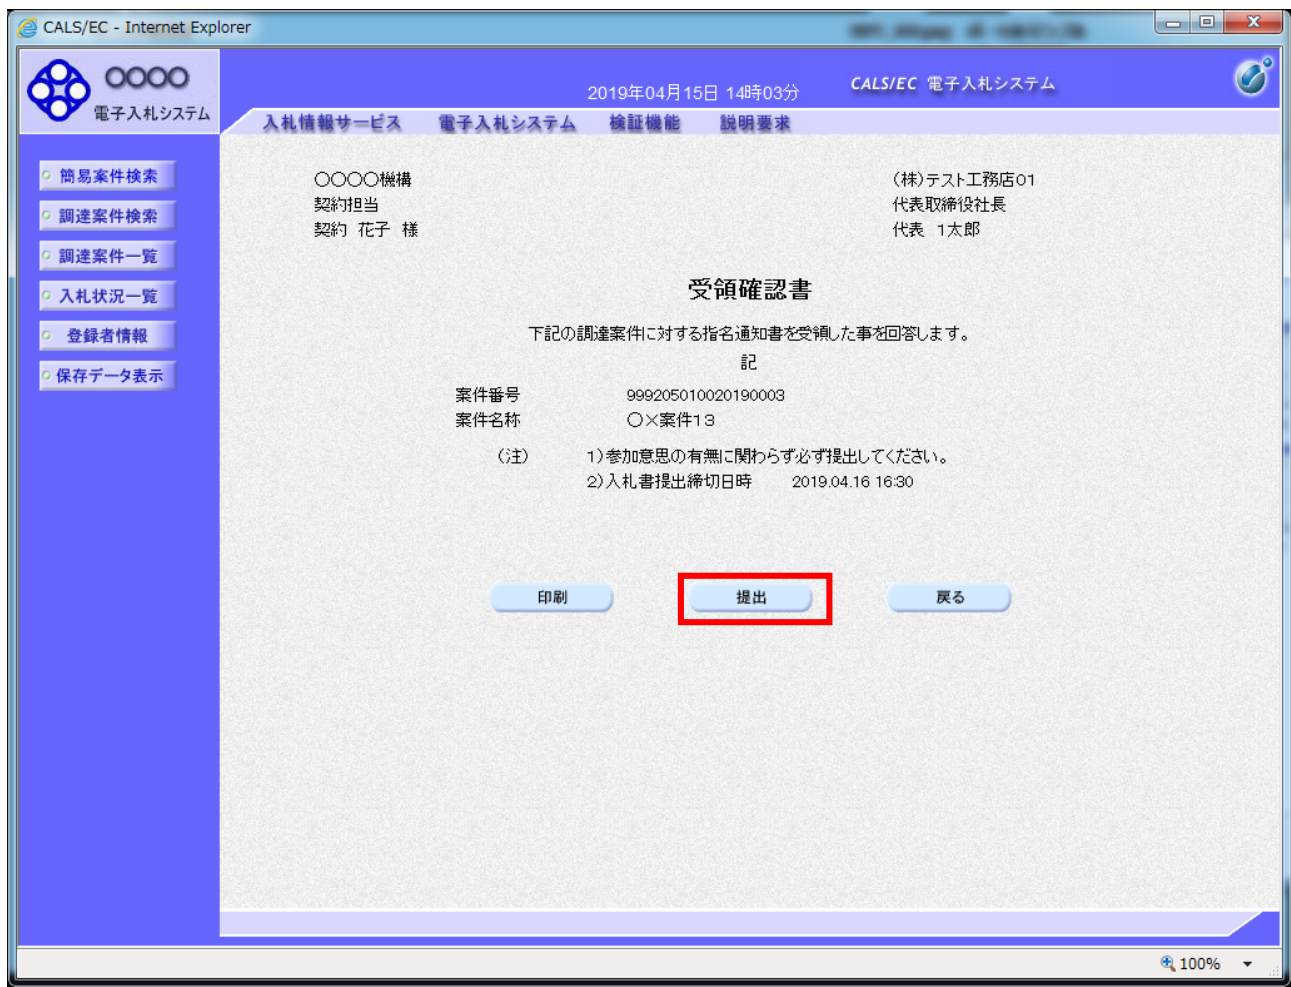 CALS/EC - Internet Explorer
〇〇〇〇
電子入札システム
2019年04月15日 14時03分
CALS/EC 電子入札システム
入札情報サービス 電子入札システム 検証機能 説明要求
簡易案件検索
調達案件検索
調達案件一覧
入札状況一覧
登録者情報
保存データ表示
〇〇〇〇機構
契約担当
契約 花子 様
(株)テスト工務店01
代表取締役社長
代表 1太郎
受領確認書
下記の調達案件に対する指名通知書を受領した事を回答します。
記
案件番号 999205010020190003
案件名称 〇×案件13
(注) 1)参加意思の有無に関わらず必ず提出してください。
2)入札書提出締切日時 2019.04.16 16:30
印刷 提出 戻る
100%